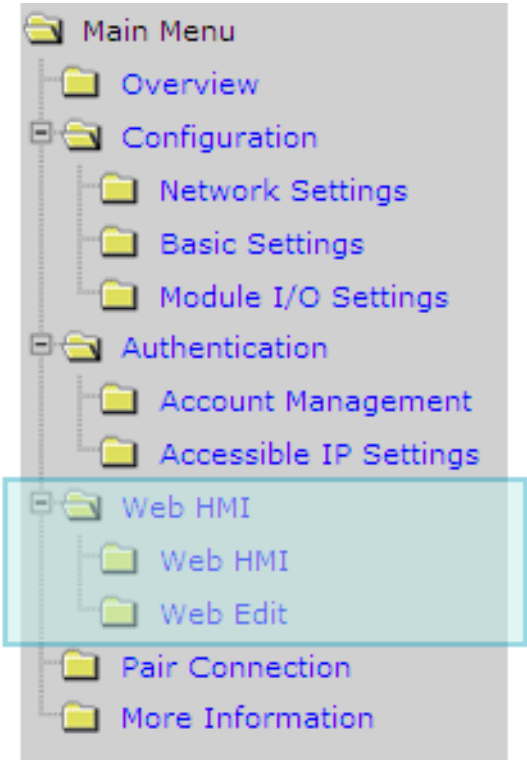 Main Menu
Overview
Configuration
Network Settings
Basic Settings
Module I/O Settings
Authentication
Account Management
Accessible IP Settings
Web HMI
Web HMI
Web Edit
Pair Connection
More Information